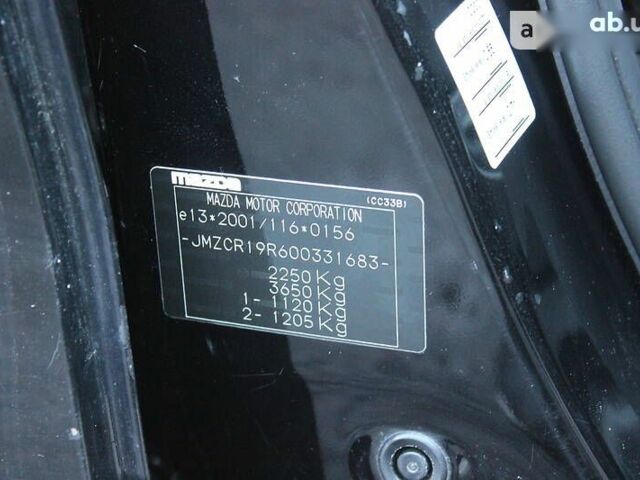 a
ab.u
mazda
(CC33B)
MAZDA MOTOR CORPORATION
e13*2001/116*0156
-JMZCR19R600331683-
2250Kg
3650Kg
1- 1120Kg
2- 1205Kg